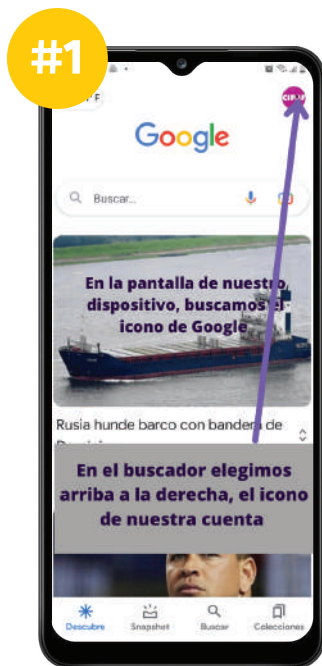 #1
F
Google
Buscar...
En la pantalla de nuestro
dispositivo, buscamos el
icono de Google
Rusia hunde barco con bandera de
En el buscador elegimos
arriba a la derecha, el icono
de nuestra cuenta
Descubre Snapshot Buscar Colecciones